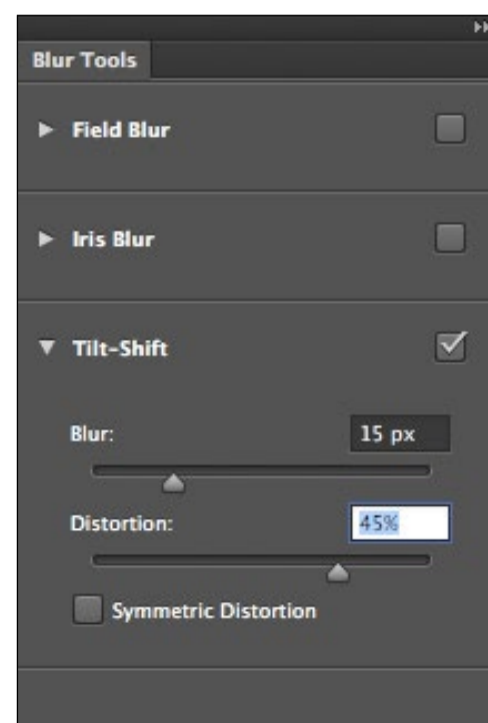 Blur Tools
Field Blur
Iris Blur
Tilt-Shift
Blur: 15 px
Distortion: 45%
Symmetric Distortion